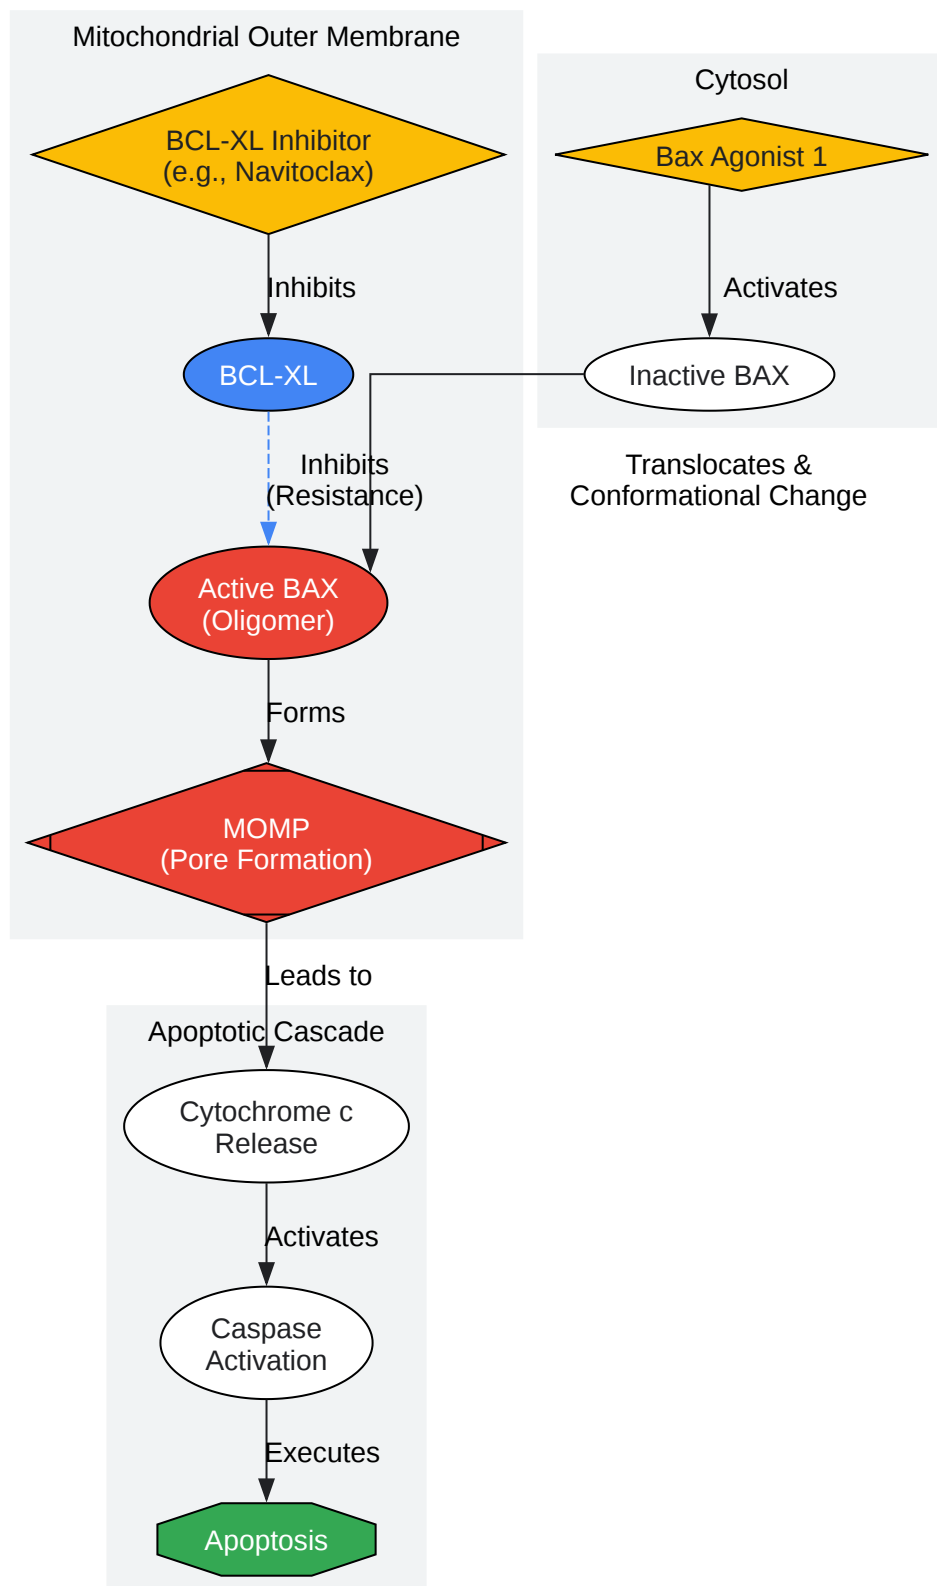 Mitochondrial Outer Membrane
BCL-XL Inhibitor
(e.g., Navitoclax)
Inhibits
BCL-XL
Inhibits
(Resistance)
Active BAX
(Oligomer)
Forms
MOMP
(Pore Formation)
Cytosol
Bax Agonist 1
Activates
Inactive BAX
Translocates &
Conformational Change
Leads to
Apoptotic Cascade
Cytochrome c
Release
Activates
Caspase
Activation
Executes
Apoptosis